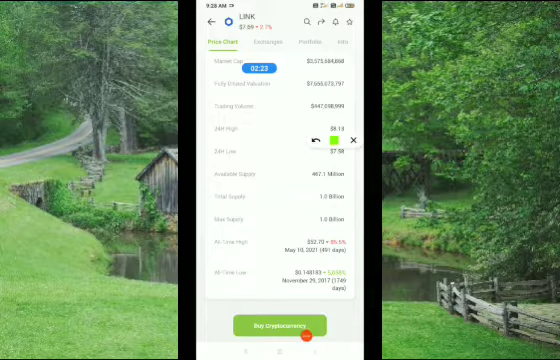 9:28 AM
LINK
$7.69 • 2.7%
Price Chart Exchanges Portfolio Info
Market Cap $3,575,684,868
02:23
Fully Diluted Valuation $7,656,673,797
Trading Volume $447,098,999
24H High $8.13
24H Low $7.58
Available Supply 467.1 Million
Total Supply 1.0 Billion
Max Supply 1.0 Billion
All-Time High $52.70
May 10, 2021 (491 days)
All-Time Low $0.148183
November 29, 2017 (1749
days)
Buy Cryptocurrency